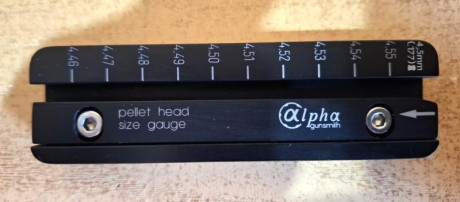 4.46 4.47 4.48 4.49 4.50 4.51 4.52 4.53 4.54 4.55 4.5mm
(.177)
pellet head
size gauge
alpha
gunsmith